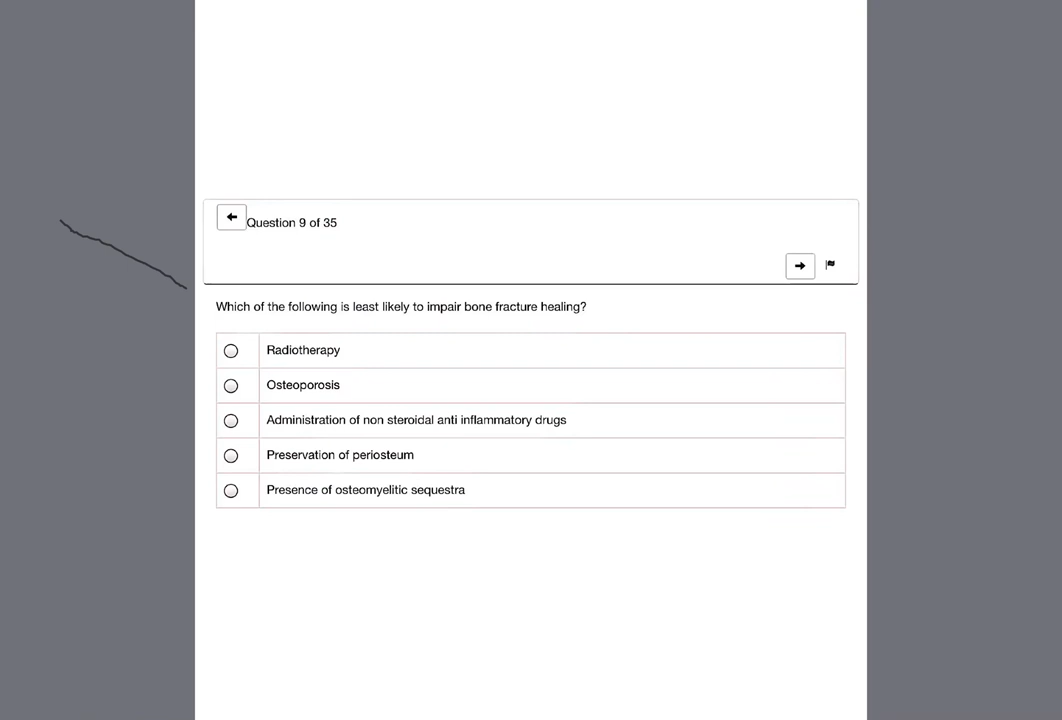 Question 9 of 35
Which of the following is least likely to impair bone fracture healing?
Radiotherapy
Osteoporosis
Administration of non steroidal anti inflammatory drugs
Preservation of periosteum
Presence of osteomyelitic sequestra